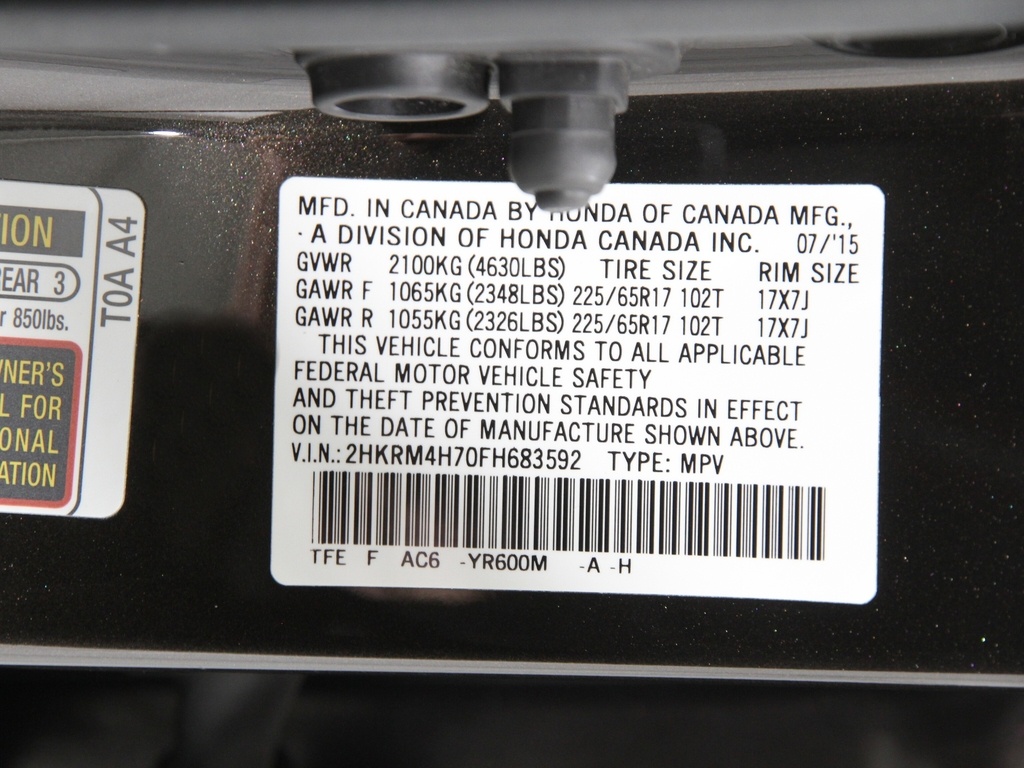 ION
REAR 3
r 850lbs.
NER'S
L FOR
ONAL
ATION
T0A A4
MFD. IN CANADA BY HONDA OF CANADA MFG.,
A DIVISION OF HONDA CANADA INC. 07/'15
GVWR 2100KG (4630LBS) TIRE SIZE RIM SIZE
GAWR F 1065KG (2348LBS) 225/65R17 102T 17X7J
GAWR R 1055KG (2326LBS) 225/65R17 102T 17X7J
THIS VEHICLE CONFORMS TO ALL APPLICABLE
FEDERAL MOTOR VEHICLE SAFETY
AND THEFT PREVENTION STANDARDS IN EFFECT
ON THE DATE OF MANUFACTURE SHOWN ABOVE.
V.I.N.: 2HKRM4H70FH683592 TYPE: MPV
TFE F AC6 -YR600M -A -H